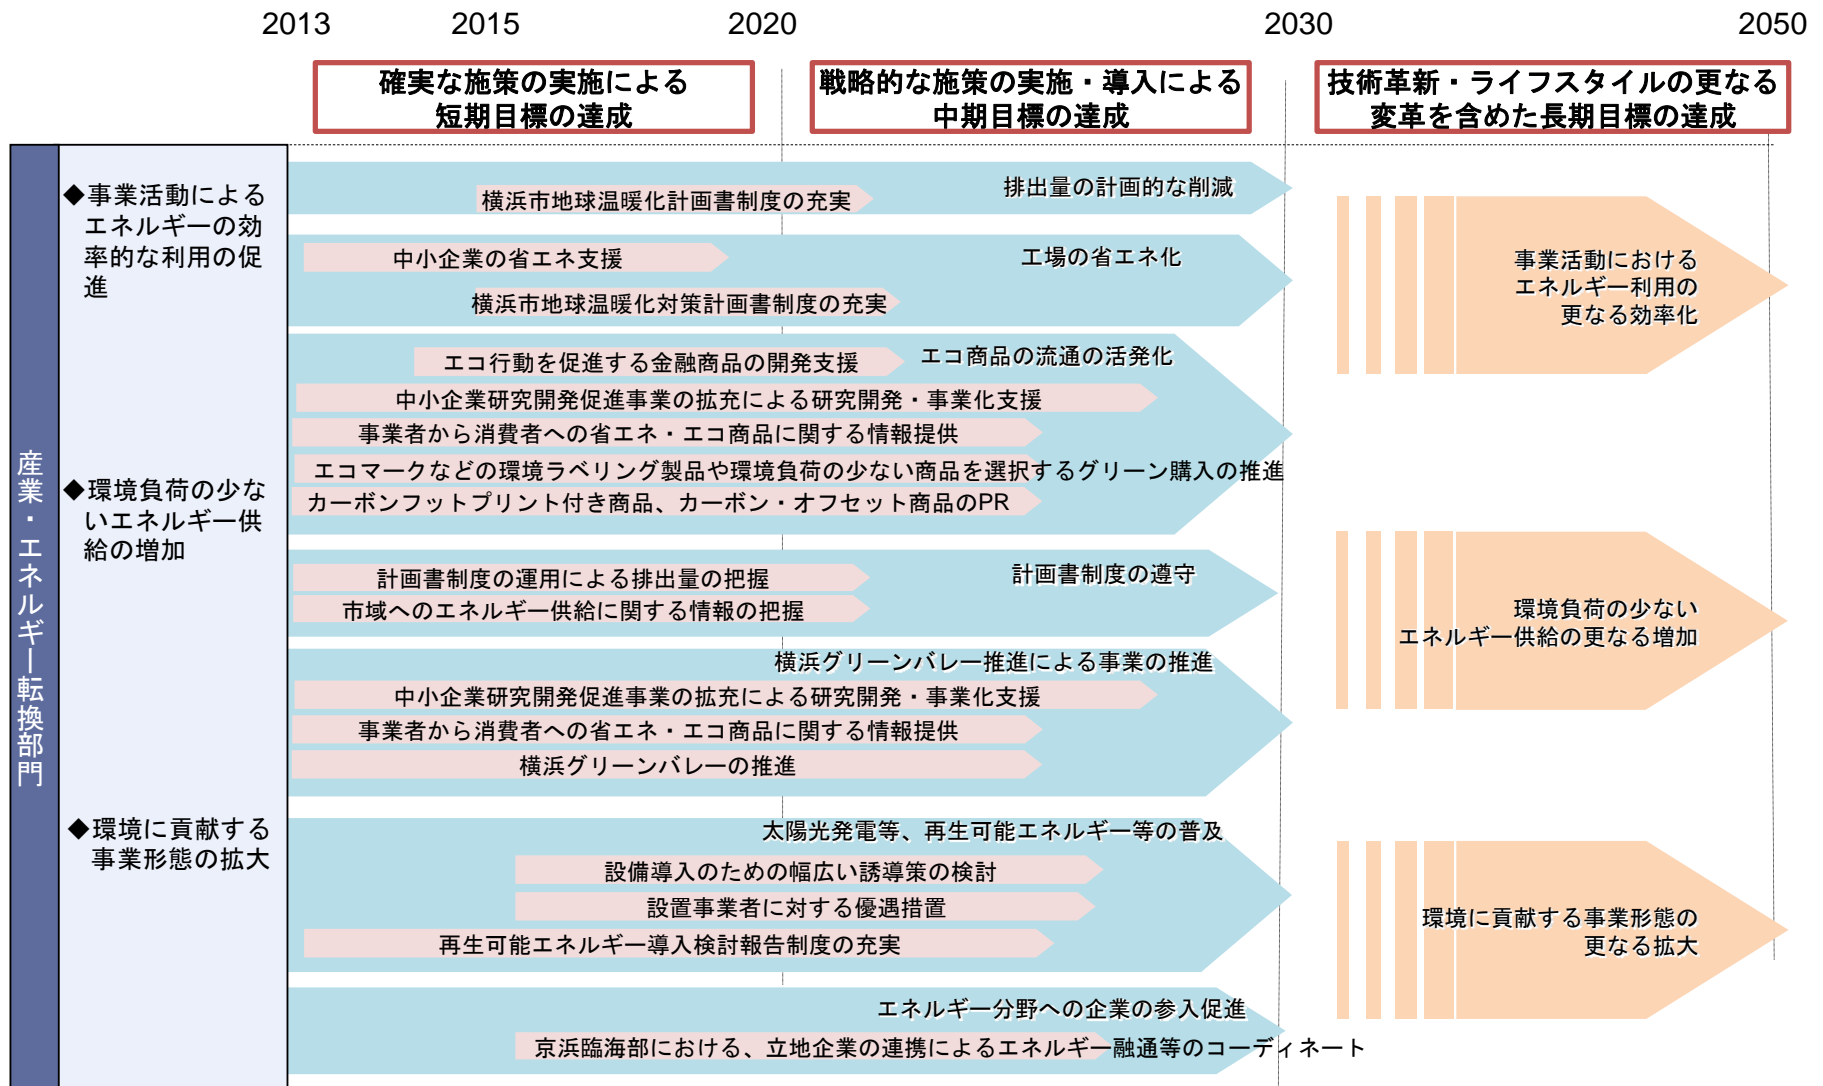 2013
2015
2020
2030
2050
確実な施策の実施による
短期目標の達成
戦略的な施策の実施・導入による
中期目標の達成
技術革新・ライフスタイルの更なる
変革を含めた長期目標の達成
産業・エネルギー転換部門
◆事業活動による
エネルギーの効
率的な利用の促
進
◆環境負荷の少な
いエネルギー供
給の増加
◆環境に貢献する
事業形態の拡大
排出量の計画的な削減
横浜市地球温暖化計画書制度の充実
工場の省エネ化
中小企業の省エネ支援
横浜市地球温暖化対策計画書制度の充実
エコ商品の流通の活発化
エコ行動を促進する金融商品の開発支援
中小企業研究開発促進事業の拡充による研究開発・事業化支援
事業者から消費者への省エネ・エコ商品に関する情報提供
エコマークなどの環境ラベリング製品や環境負荷の少ない商品を選択するグリーン購入の推進
カーボンフットプリント付き商品、カーボン・オフセット商品のPR
計画書制度の遵守
計画書制度の運用による排出量の把握
市域へのエネルギー供給に関する情報の把握
横浜グリーンバレー推進による事業の推進
中小企業研究開発促進事業の拡充による研究開発・事業化支援
事業者から消費者への省エネ・エコ商品に関する情報提供
横浜グリーンバレーの推進
太陽光発電等、再生可能エネルギー等の普及
設備導入のための幅広い誘導策の検討
設置事業者に対する優遇措置
再生可能エネルギー導入検討報告制度の充実
エネルギー分野への企業の参入促進
京浜臨海部における、立地企業の連携によるエネルギー融通等のコーディネート
事業活動における
エネルギー利用の
更なる効率化
環境負荷の少ない
エネルギー供給の更なる増加
環境に貢献する事業形態の
更なる拡大